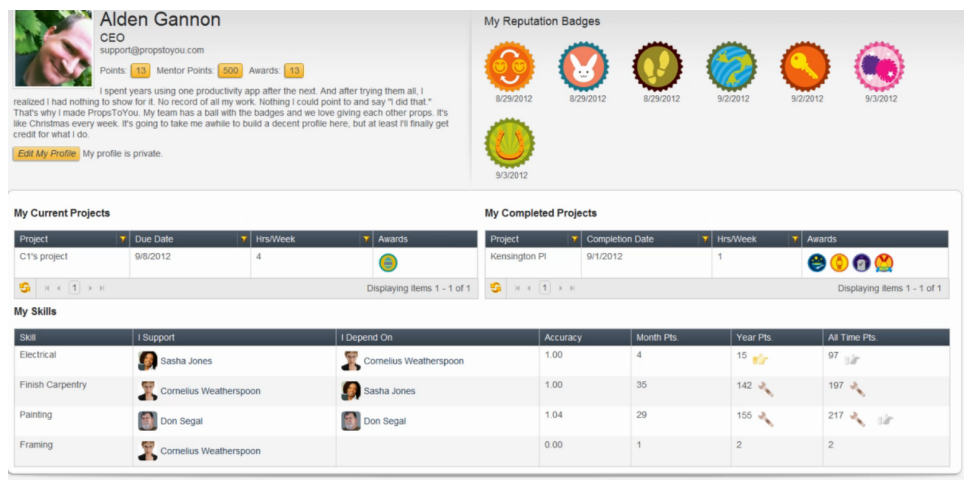 Alden Gannon
CEO
support@propstoyou.com
Points: 13 Mentor Points: 500 Awards: 13
I spent years using one productivity app after the next. And after trying them all, I
realized I had nothing to show for it. No record of all my work. Nothing I could point to and say "I did that."
That's why I made PropsToYou. My team has a ball with the badges and we love giving each other props. It's
like Christmas every week. It's going to take me awhile to build a decent profile here, but at least I'll finally get
credit for what I do.
Edit My Profile My profile is private.
My Reputation Badges
8/29/2012 8/29/2012 8/29/2012 9/2/2012 9/2/2012 9/3/2012
9/3/2012
My Current Projects
Project Due Date Hrs/Week Awards
C1's project 9/8/2012 4
1 Displaying items 1 - 1 of 1
My Completed Projects
Project Completion Date Hrs/Week Awards
Kensington Pl 9/1/2012 1
1 Displaying items 1 - 1 of 1
My Skills
Skill I Support I Depend On Accuracy Month Pts. Year Pts. All Time Pts.
Electrical Sasha Jones Cornelius Weatherspoon 1.00 4 15 97
Finish Carpentry Cornelius Weatherspoon Sasha Jones 1.00 35 142 197
Painting Don Segal Don Segal 1.04 29 155 217
Framing Cornelius Weatherspoon 0.00 1 2 2